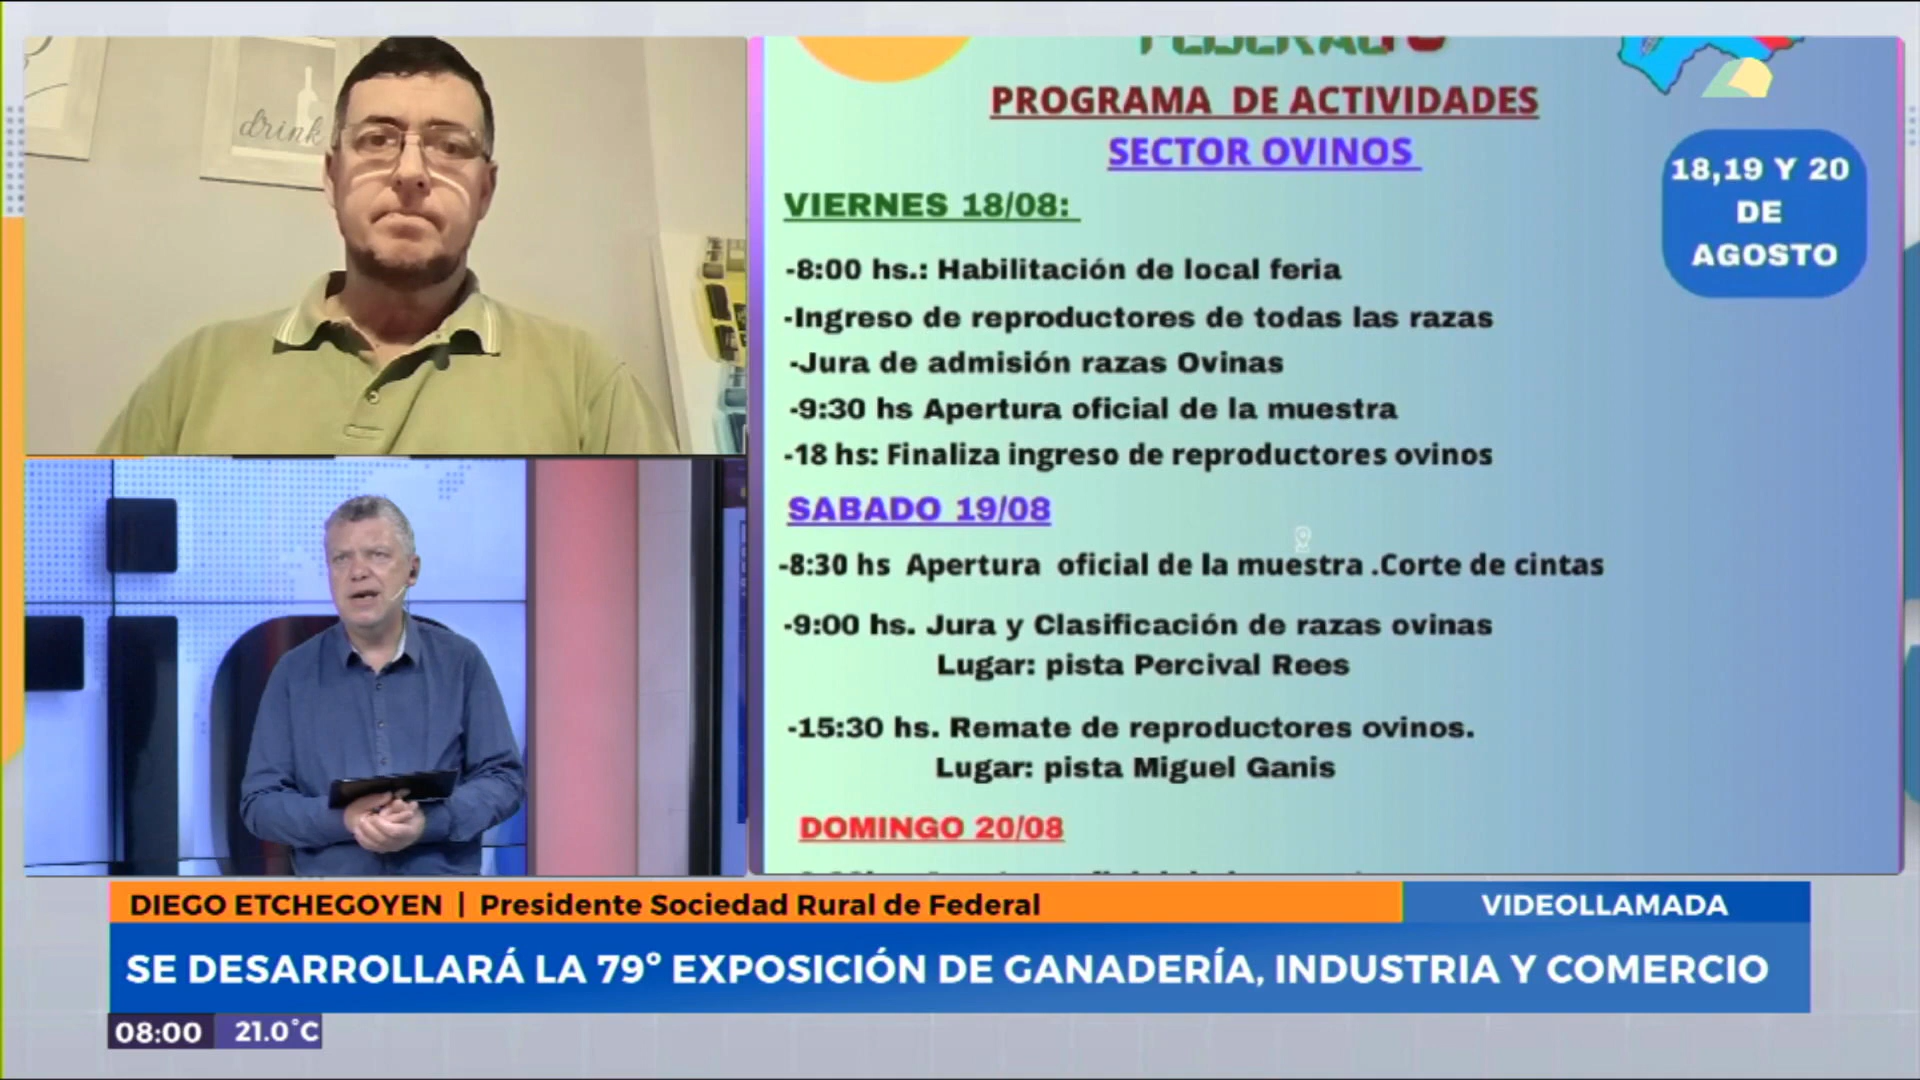 drink
PROGRAMA DE ACTIVIDADES
SECTOR OVINOS
18,19 Y 20
DE
AGOSTO
VIERNES 18/08:
-8:00 hs.: Habilitación de local feria
-Ingreso de reproductores de todas las razas
-Jura de admisión razas Ovinas
-9:30 hs Apertura oficial de la muestra
-18 hs: Finaliza ingreso de reproductores ovinos
SABADO 19/08
-8:30 hs Apertura oficial de la muestra .Corte de cintas
-9:00 hs. Jura y Clasificación de razas ovinas
Lugar: pista Percival Rees
-15:30 hs. Remate de reproductores ovinos.
Lugar: pista Miguel Ganis
DOMINGO 20/08
DIEGO ETCHEGOYEN | Presidente Sociedad Rural de Federal
VIDEOLLAMADA
SE DESARROLLARÁ LA 79° EXPOSICIÓN DE GANADERÍA, INDUSTRIA Y COMERCIO
08:00 21.0°C